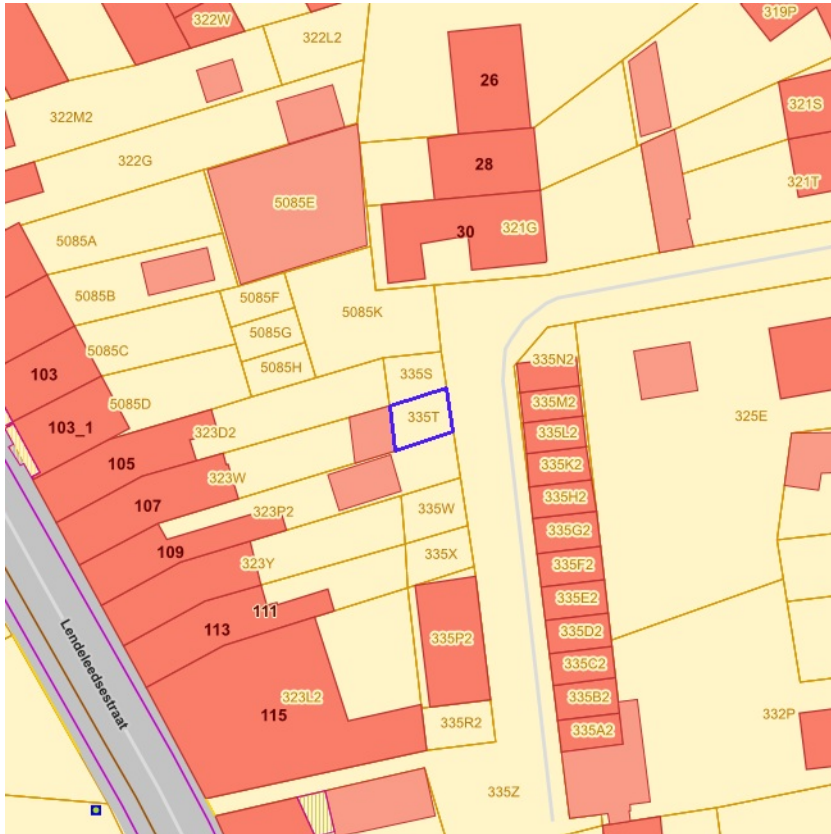 322W
319P
322L2
26
321S
322M2
322G
28
321T
5085E
30
321G
5085A
5085B
5085F
5085K
5085G
5085C
335N2
5085H
103
335S
335M2
5085D
335T
325E
103_1
323D2
335L2
105
335K2
323W
107
335H2
323P2
335W
335G2
109
335X
323Y
335F2
335E2
111
113
335P2
335D2
335C2
Lendeleedsestraat
323L2
335B2
115
335R2
335A2
332P
335Z